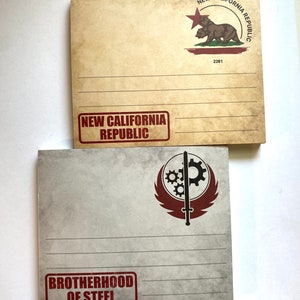 NEW CALIFORNIA REPUBLIC
2281
NEW CALIFORNIA
REPUBLIC
BROTHERHOOD
OF STEEL